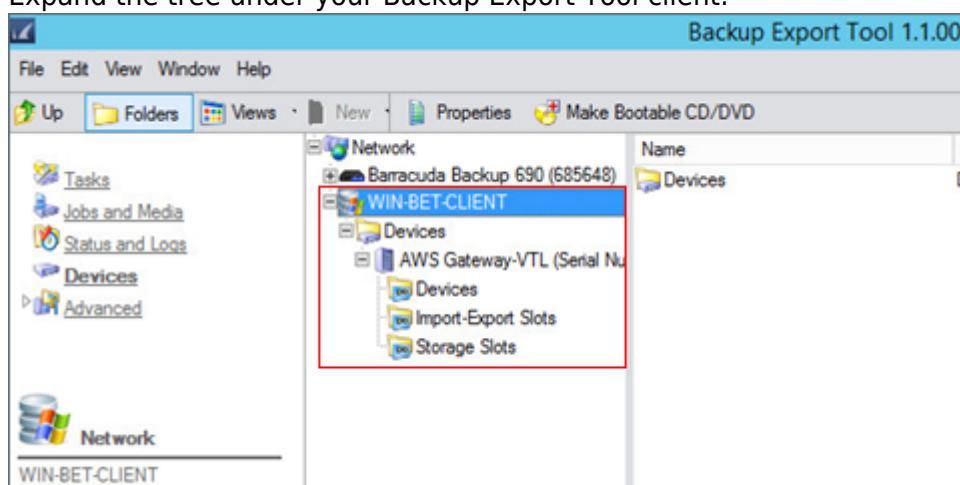 Expand the tree under your Backup Export Tool client.
Backup Export Tool 1.1.00
File Edit View Window Help
Up Folders Views New Properties Make Bootable CD/DVD
Tasks
Jobs and Media
Status and Logs
Devices
Advanced
Network
WIN-BET-CLIENT
Network
Barracuda Backup 690 (685648)
WIN-BET-CLIENT
Devices
AWS Gateway-VTL (Serial Nu
Devices
Import-Export Slots
Storage Slots
Name
Devices